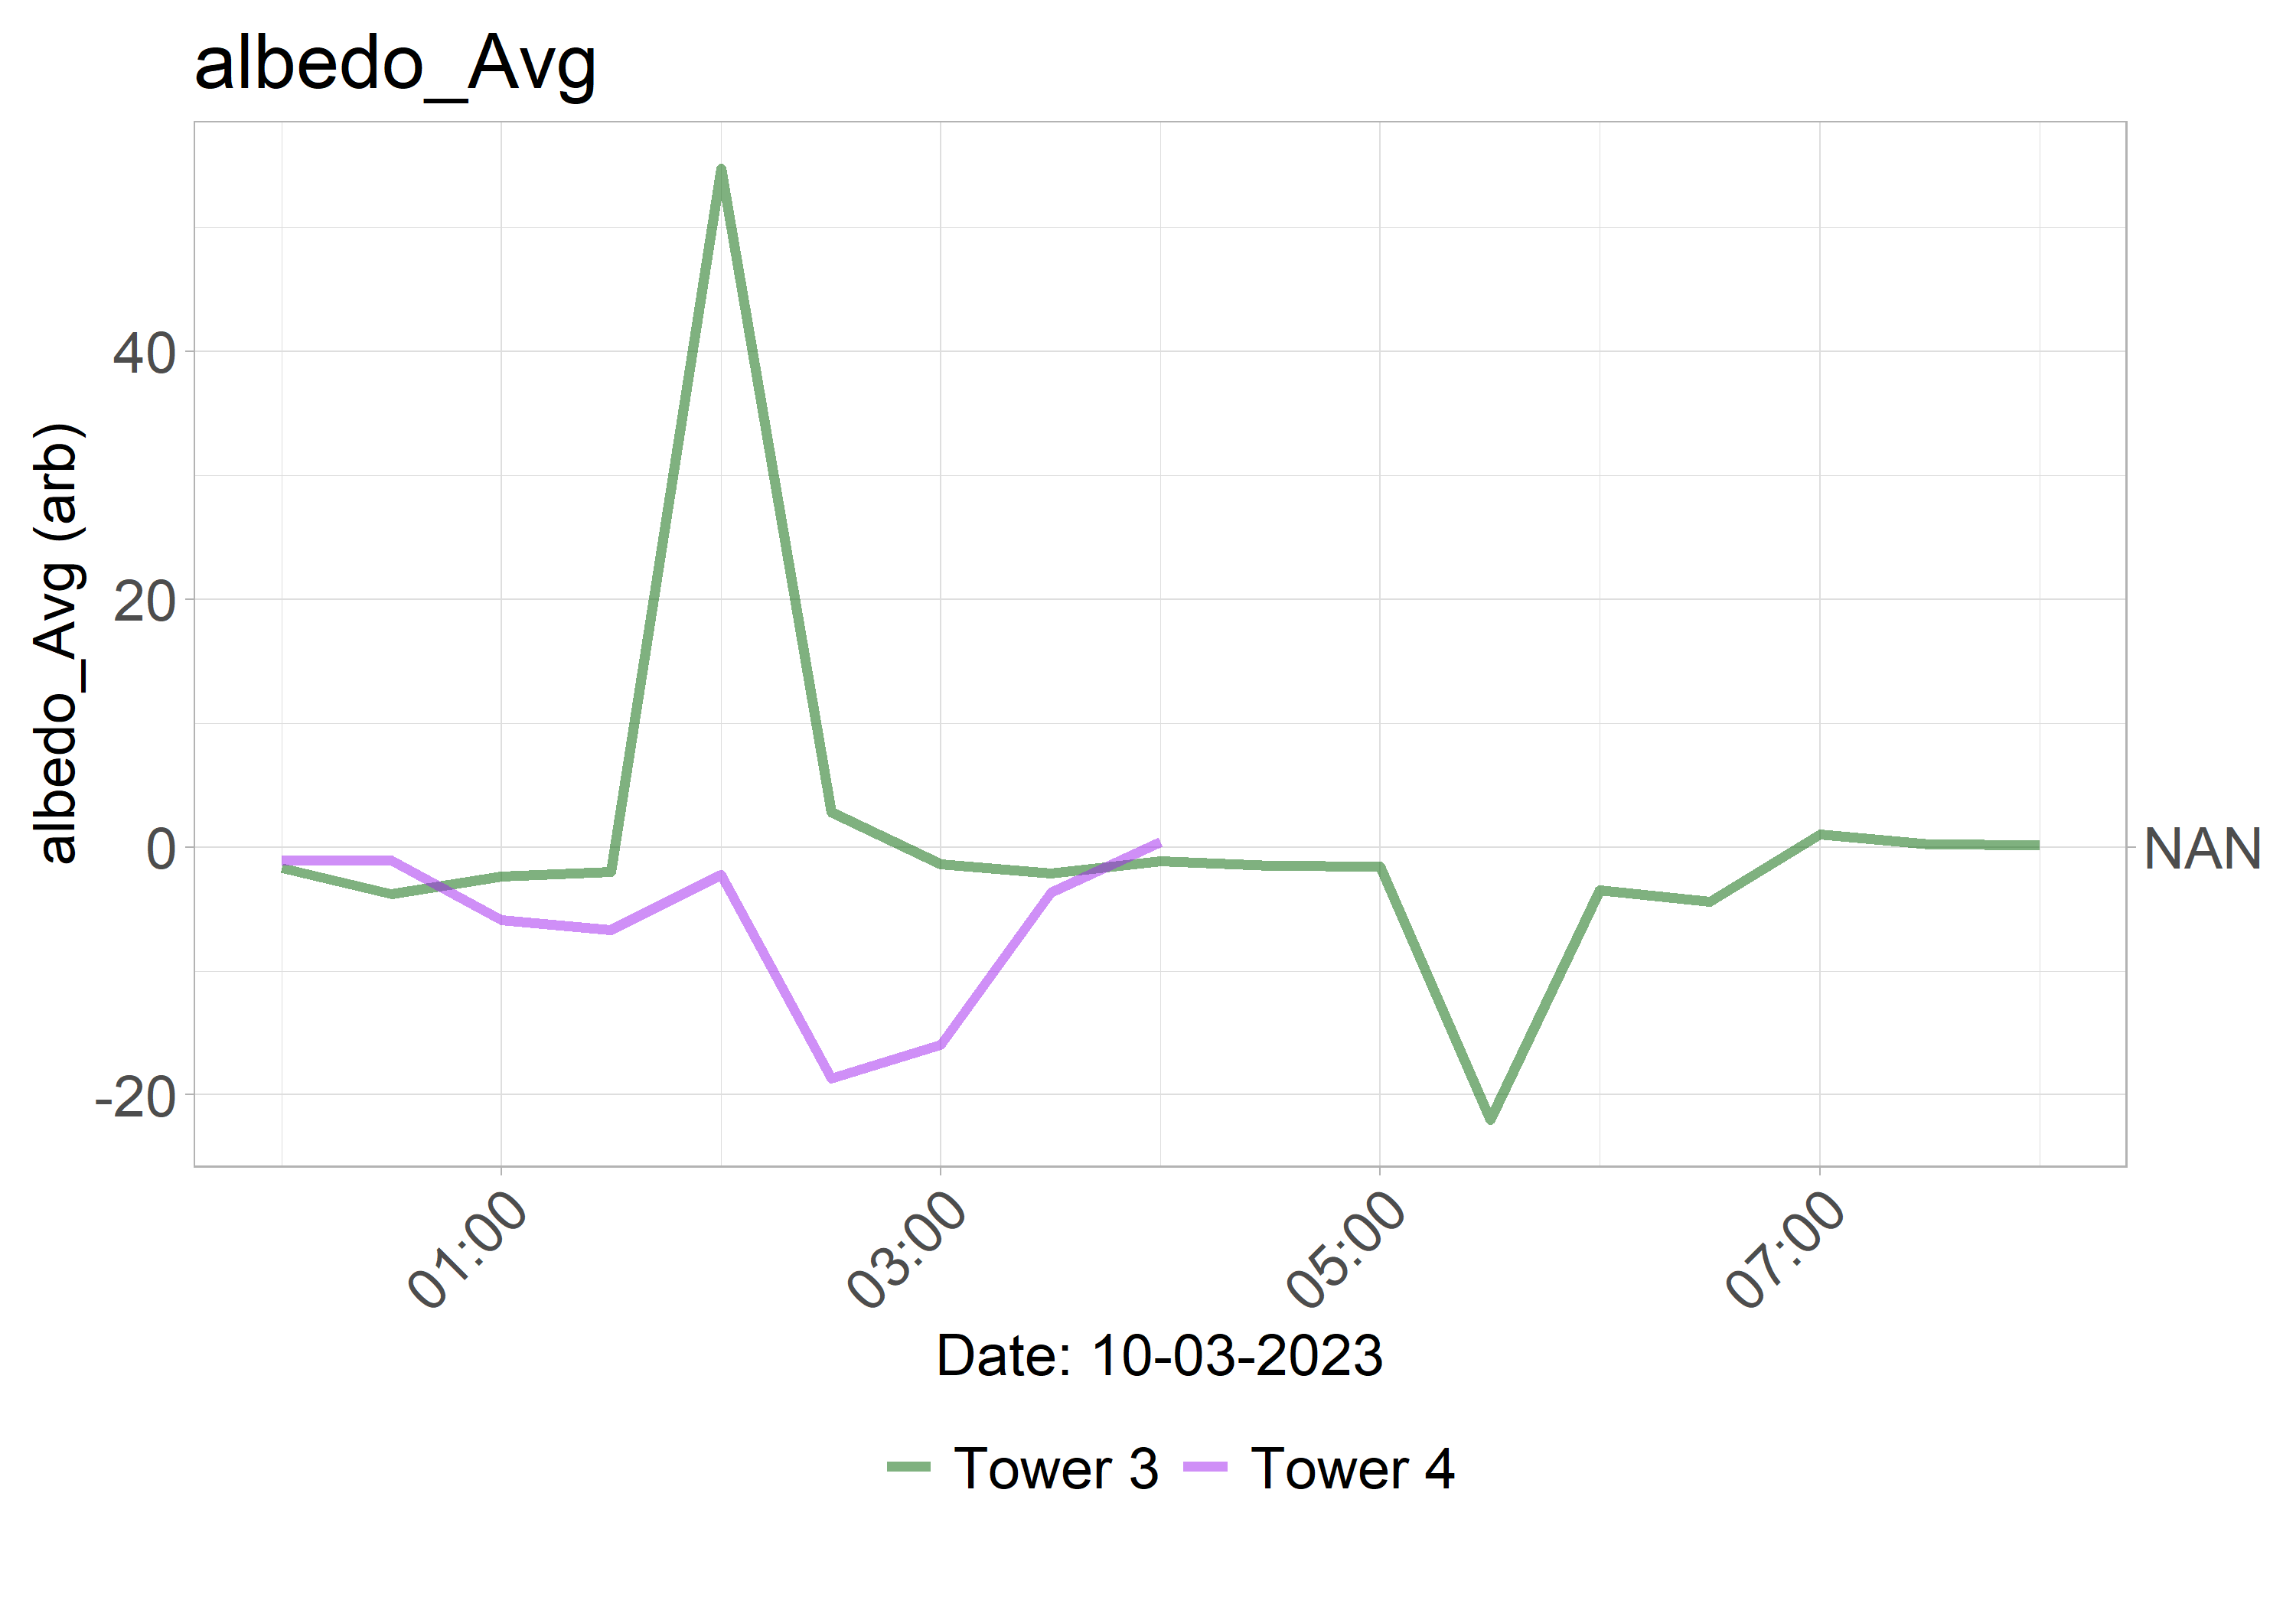 albedo_Avg
albedo_Avg (arb)
40
20
0
-20
NAN
01:00
03:00
05:00
07:00
Date: 10-03-2023
Tower 3
Tower 4